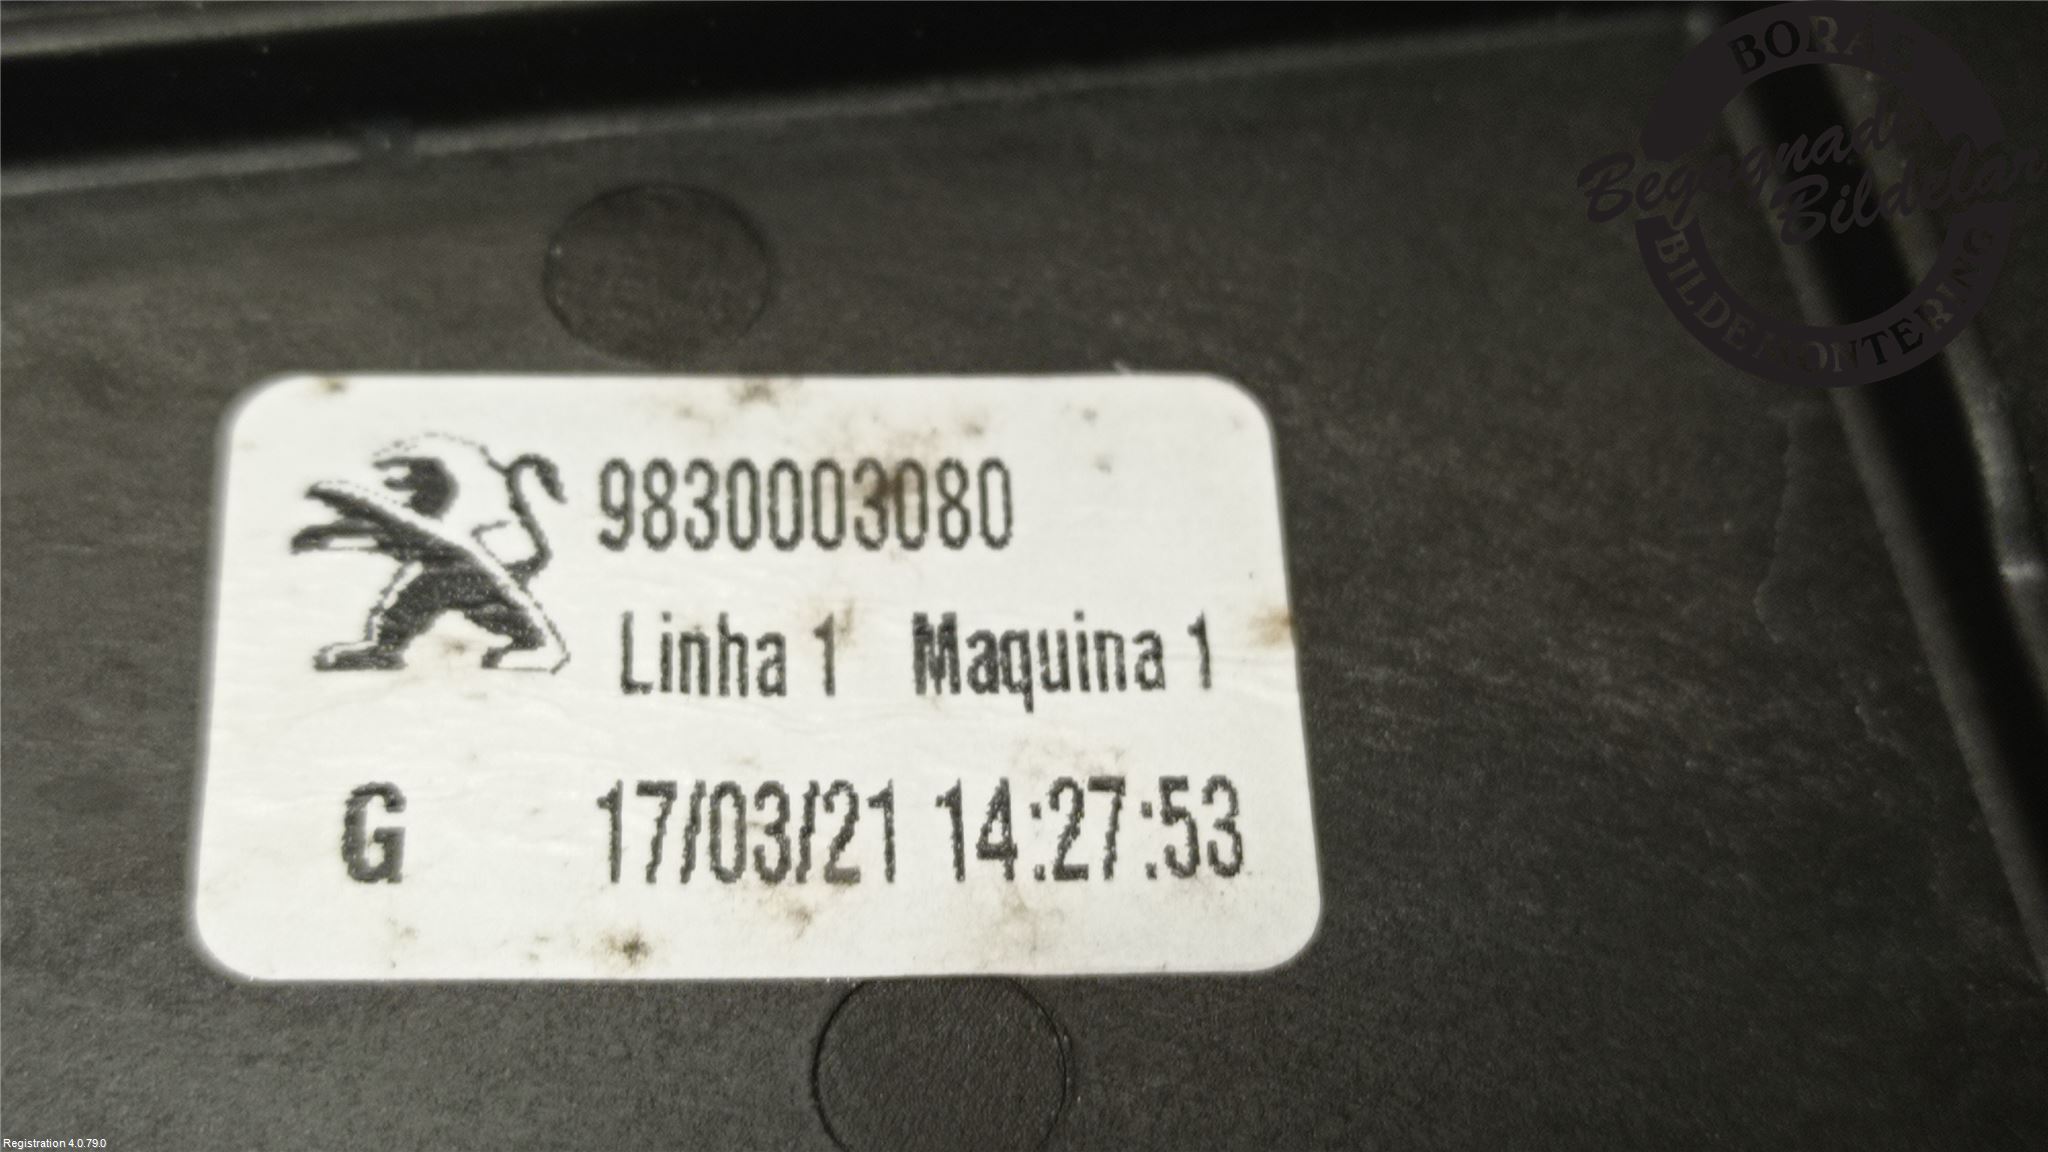 BORÅS
Begagnade
Bildelar
BILDEMONTERING
9830003080
Linha 1 Maquina 1
G 17/03/21 14:27:53
Registration 4.0.79.0